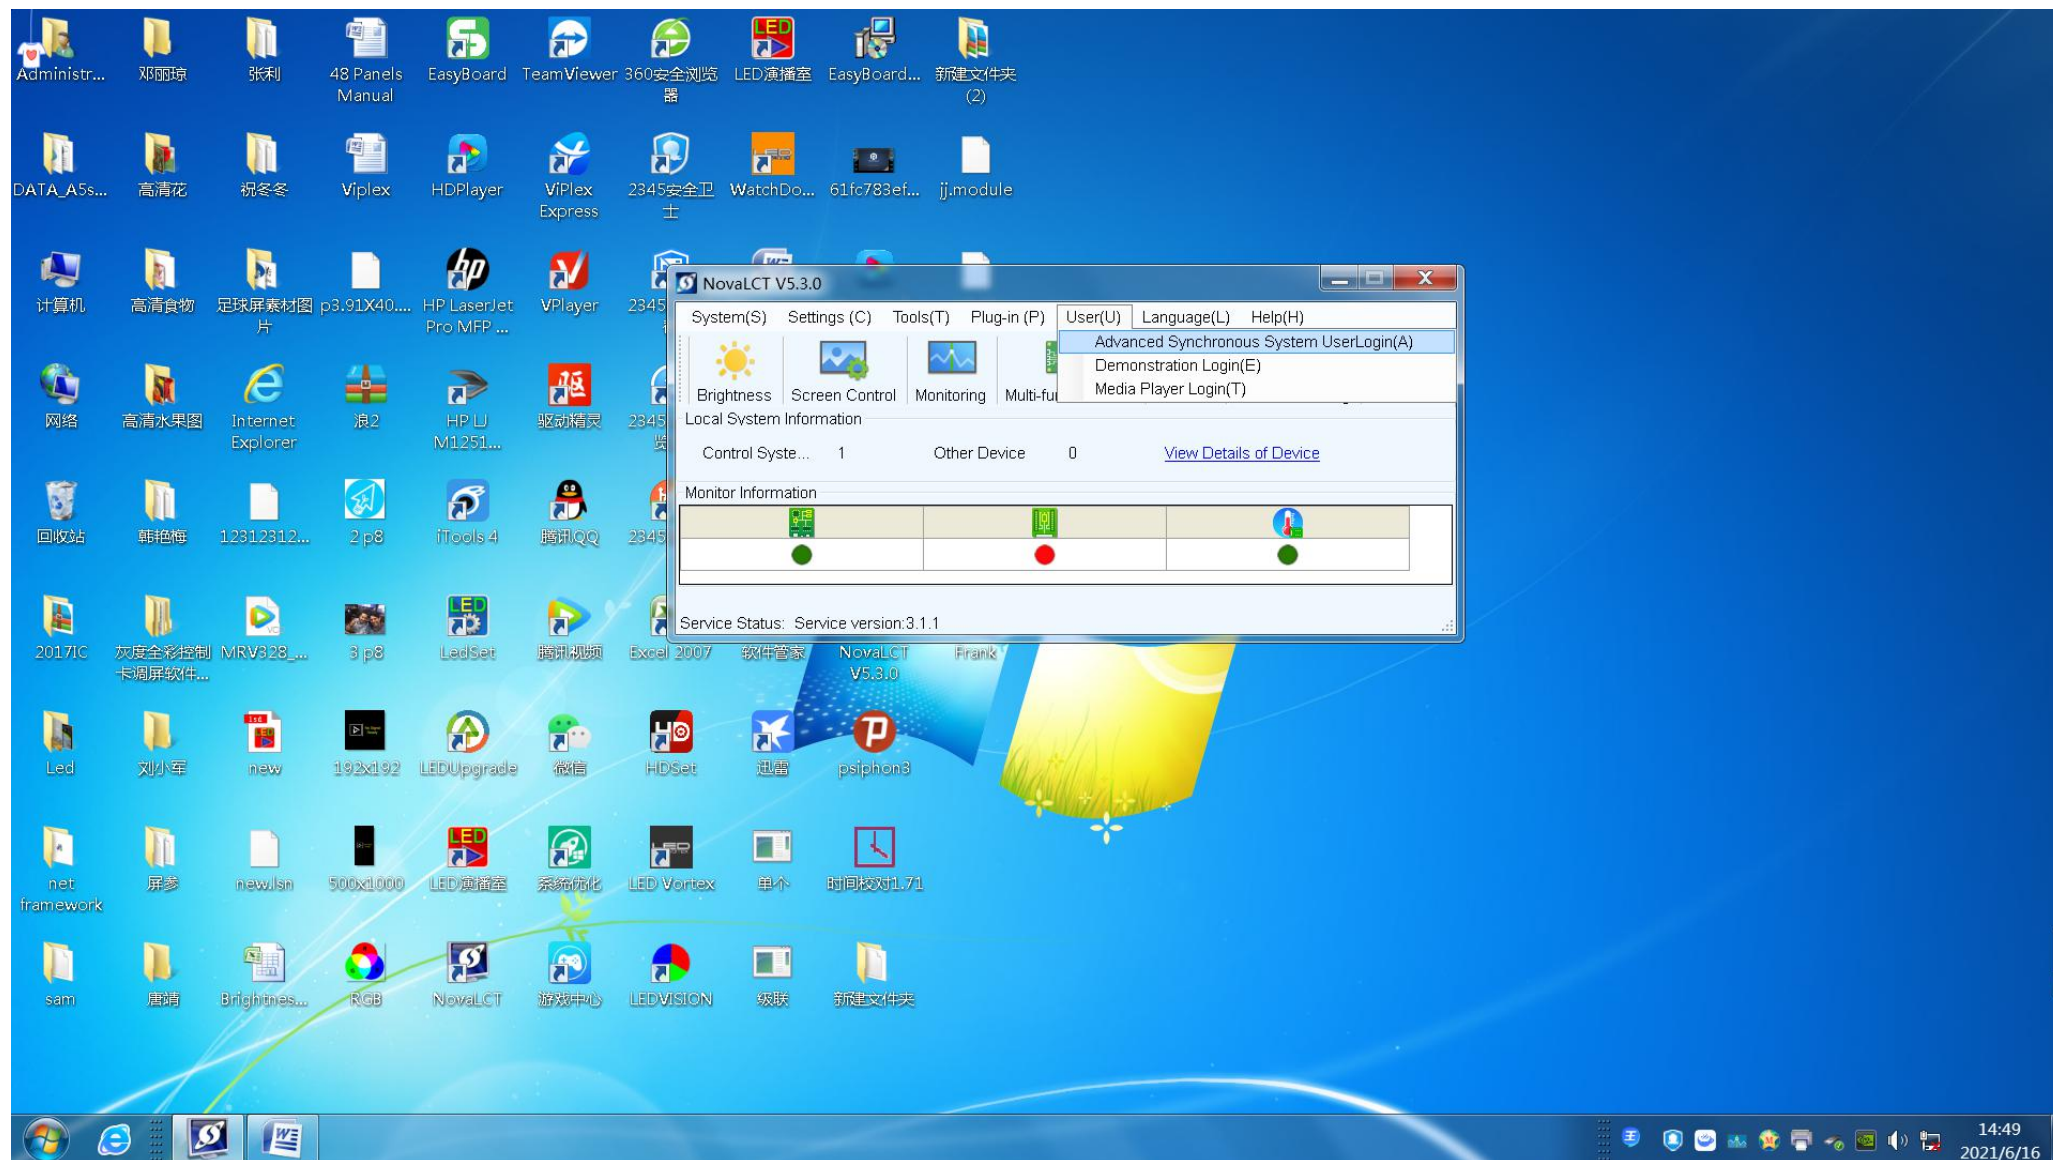 Administr...
邓丽琼
张利
48 Panels
Manual
EasyBoard
TeamViewer
360安全浏览
器
LED演播室
EasyBoard...
新建文件夹
(2)
DATA_A5s...
高清花
祝冬冬
Viplex
HDPlayer
ViPlex
Express
2345安全卫
士
WatchDo...
61fc783ef...
jj.module
计算机
高清食物
足球屏素材图
片
p3.91X40....
HP LaserJet
Pro MFP ...
VPlayer
2345
网络
高清水果图
Internet
Explorer
浪2
HP LJ
M1251...
驱动精灵
2345
览
回收站
韩艳梅
12312312...
2 p8
iTools 4
腾讯QQ
2345
2017IC
灰度全彩控制
卡调屏软件...
MRV328_...
3 p8
LedSet
腾讯视频
Excel 2007
软件管家
NovaLCT
V5.3.0
Frank
Led
刘小军
new
192x192
LEDUpgrade
微信
HDSet
迅雷
psiphon3
net
framework
屏参
new.lsn
500x1000
LED演播室
系统优化
LED Vortex
单个
时间校对1.71
sam
唐靖
Brightnes...
RGB
NovaLCT
游戏中心
LEDVISION
级联
新建文件夹
NovaLCT V5.3.0
System(S) Settings (C) Tools(T) Plug-in (P) User(U) Language(L) Help(H)
Advanced Synchronous System UserLogin(A)
Demonstration Login(E)
Media Player Login(T)
Brightness Screen Control Monitoring Multi-fu
Local System Information
Control Syste... 1 Other Device 0 View Details of Device
Monitor Information
Service Status: Service version:3.1.1
14:49
2021/6/16